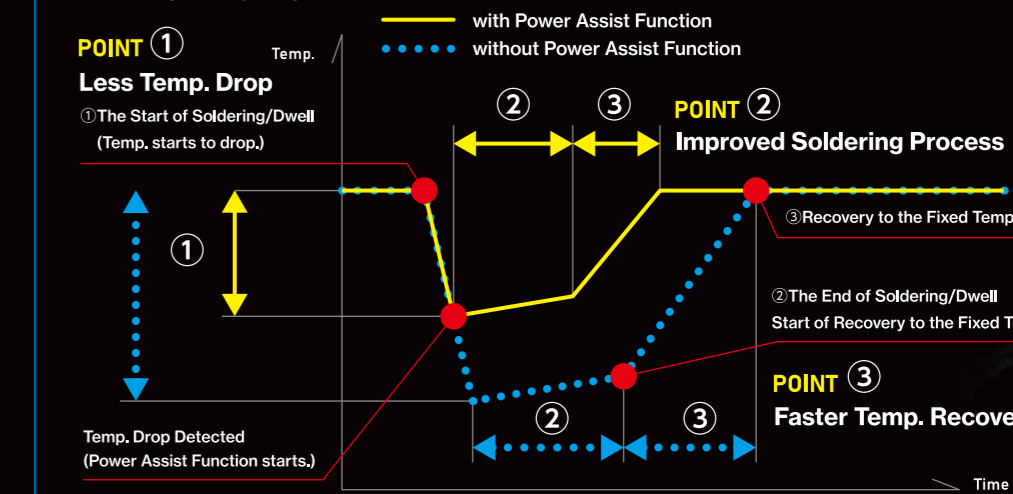 with Power Assist Function
without Power Assist Function
POINT ①
Temp.
Less Temp. Drop
①The Start of Soldering/Dwell
(Temp. starts to drop.)
②
③
POINT ②
Improved Soldering Process
①
③Recovery to the Fixed Temp
②The End of Soldering/Dwell
Start of Recovery to the Fixed T
POINT ③
Faster Temp. Recove
②
③
Temp. Drop Detected
(Power Assist Function starts.)
Time